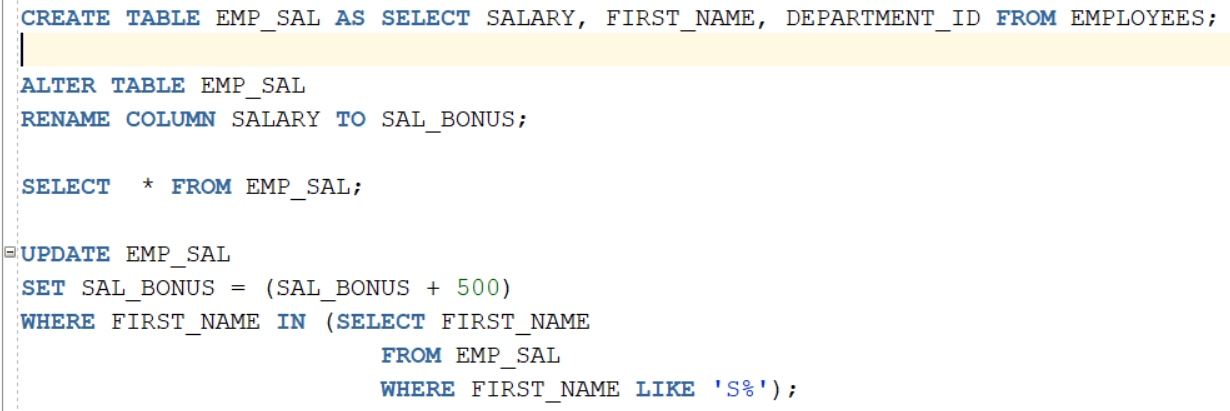 CREATE TABLE EMP_SAL AS SELECT SALARY, FIRST_NAME, DEPARTMENT_ID FROM EMPLOYEES;
ALTER TABLE EMP_SAL
RENAME COLUMN SALARY TO SAL_BONUS;
SELECT  * FROM EMP_SAL;
UPDATE EMP_SAL
SET SAL_BONUS = (SAL_BONUS + 500)
WHERE FIRST_NAME IN (SELECT FIRST_NAME
FROM EMP_SAL
WHERE FIRST_NAME LIKE 'S%');